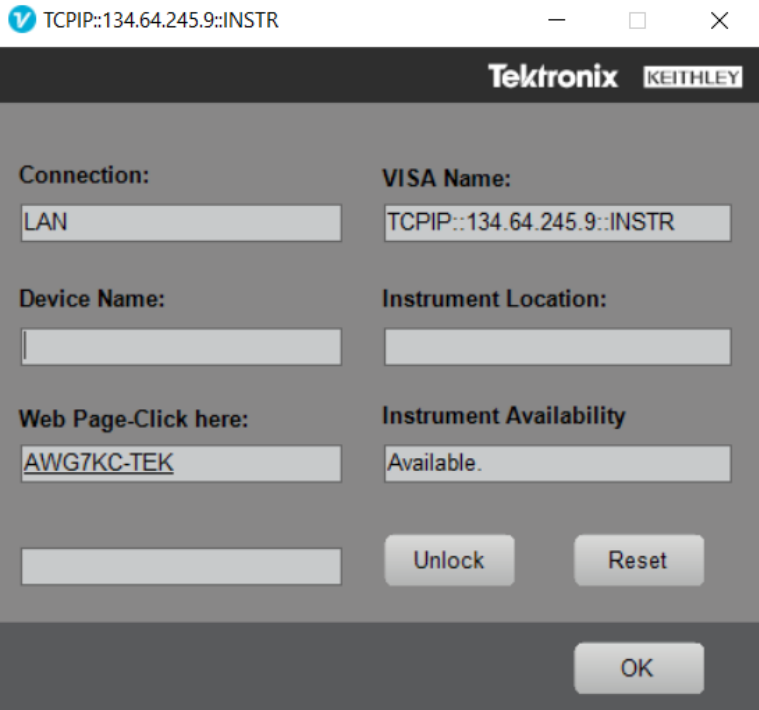 TCPIP::134.64.245.9::INSTR
Tektronix KEITHLEY
Connection:
VISA Name:
LAN
TCPIP::134.64.245.9::INSTR
Device Name:
Instrument Location:
Web Page-Click here:
Instrument Availability
AWG7KC-TEK
Available.
Unlock
Reset
OK